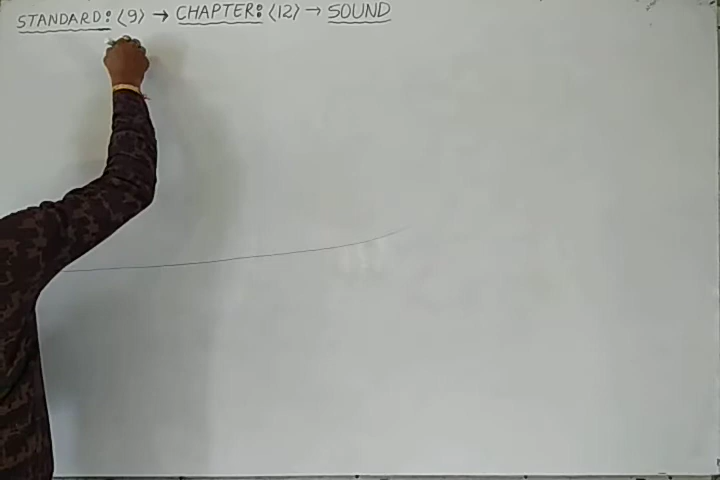 STANDARD: ⟨9⟩ → CHAPTER: ⟨12⟩ → SOUND